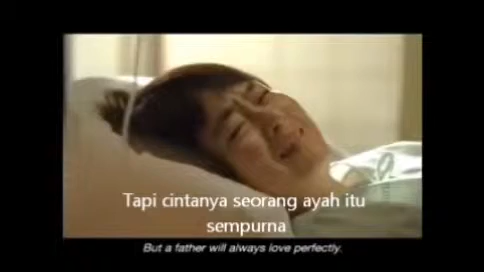 Tapi cintanya seorang ayah itu
sempurna
But a father will always love perfectly.